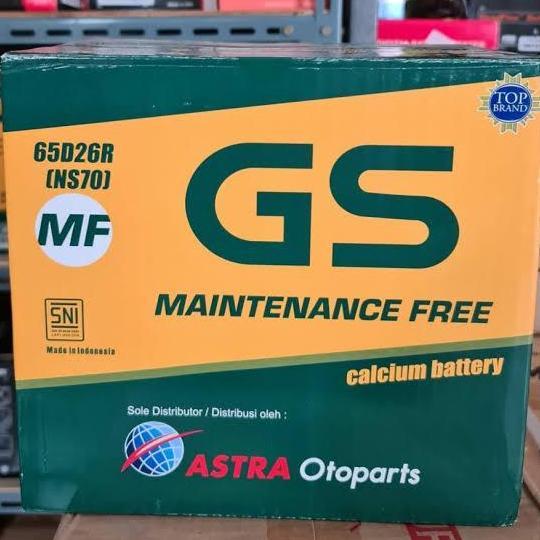 TOP
BRAND
65D26R
(NS70)
MF
GS
MAINTENANCE FREE
SNI
Made in Indonesia
calcium battery
Sole Distributor / Distribusi oleh :
ASTRA Otoparts